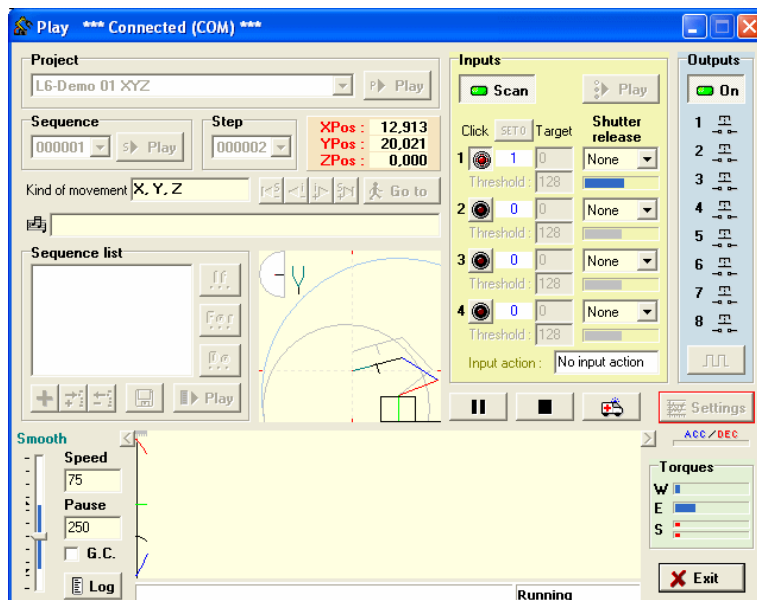 Play *** Connected (COM) ***
Project
L6-Demo 01 XYZ
P Play
Sequence
000001
S Play
Step
000002
XPos : 12,913
YPos : 20,021
ZPos : 0,000
Kind of movement X, Y, Z
Go to
Sequence list
Play
Inputs
Scan
Play
Click SET 0 Target Shutter release
1 1 0 None
Threshold : 128
2 0 0 None
Threshold : 128
3 0 0 None
Threshold : 128
4 0 0 None
Threshold : 128
Input action : No input action
Outputs
On
1
2
3
4
5
6
7
8
Settings
Smooth
Speed
75
Pause
250
G.C.
Log
ACC/DEC
Torques
W
E
S
Exit
Running